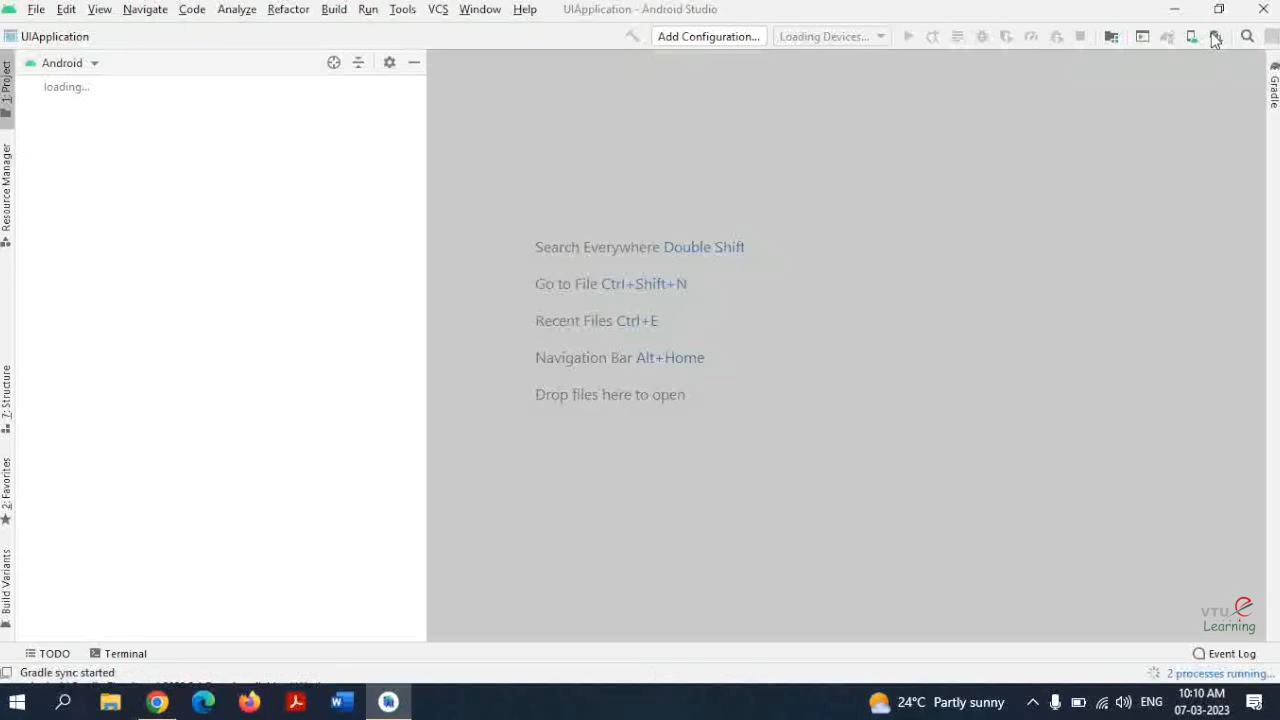 File Edit View Navigate Code Analyze Refactor Build Run Tools VCS Window Help UIApplication - Android Studio
UIApplication Add Configuration... Loading Devices...
Android
loading...
1: Project
Resource Manager
7: Structure
2: Favorites
Build Variants
Gradle
Search Everywhere Double Shift
Go to File Ctrl+Shift+N
Recent Files Ctrl+E
Navigation Bar Alt+Home
Drop files here to open
VTU e
Learning
TODO Terminal Event Log
Gradle sync started 2 processes running...
24°C Partly sunny ENG 10:10 AM
07-03-2023